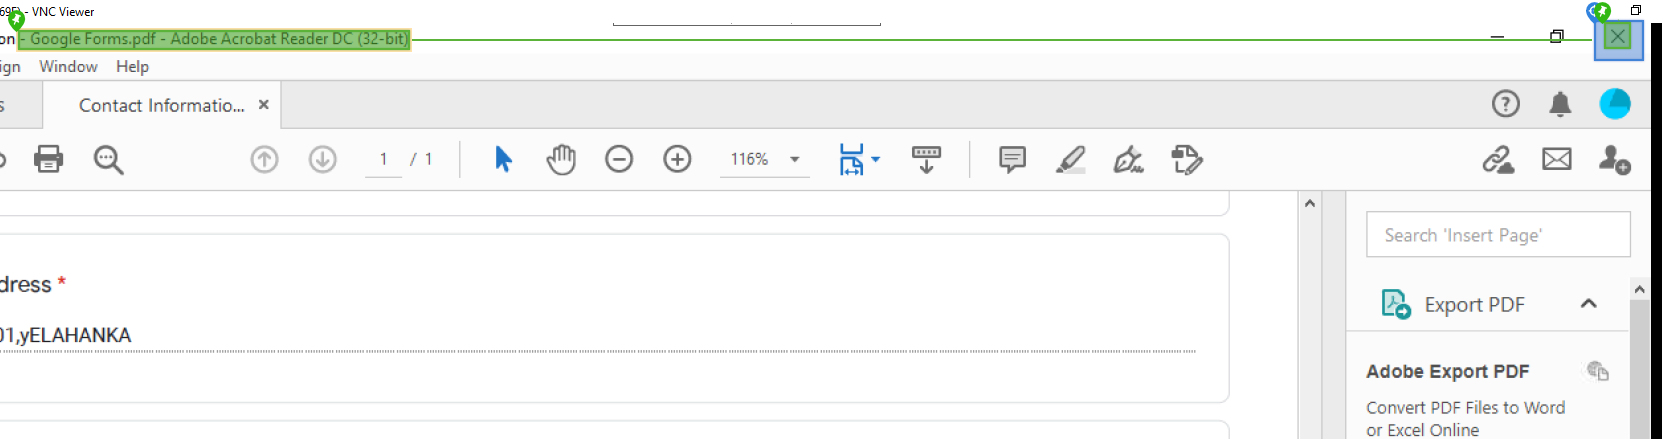 69F) - VNC Viewer
on - Google Forms.pdf - Adobe Acrobat Reader DC (32-bit)
ign Window Help
s Contact Informatio...
1 / 1 116%
Search 'Insert Page'
dress *
Export PDF
01,yELAHANKA
Adobe Export PDF
Convert PDF Files to Word
or Excel Online